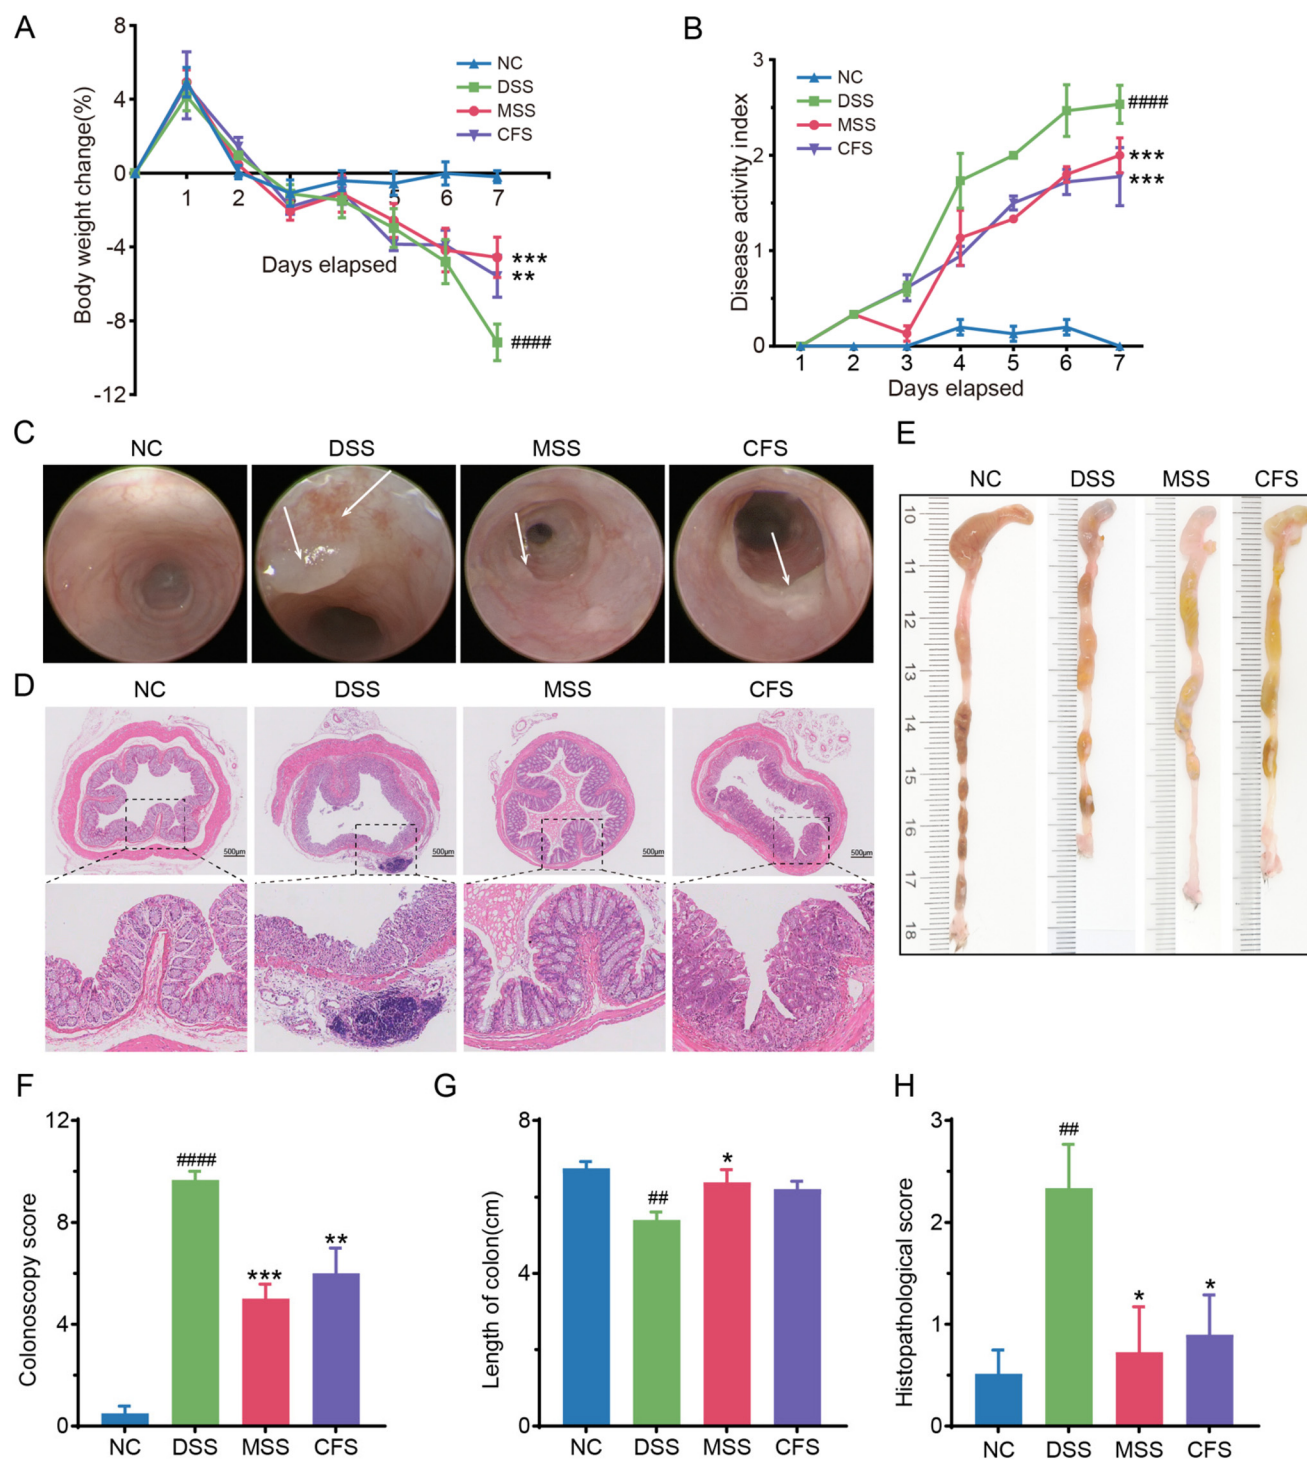 A
Body weight change(%)
8
4
0
-4
-8
-12
1
2
5
6
7
Days elapsed
NC
DSS
MSS
CFS
***
**
####
B
Disease activity index
3
2
1
0
1
2
3
4
5
6
7
Days elapsed
NC
DSS
MSS
CFS
####
***
***
C
NC
DSS
MSS
CFS
D
NC
DSS
MSS
CFS
500μm
500μm
500μm
500μm
E
NC
DSS
MSS
CFS
10
11
12
13
14
15
16
17
18
F
Colonoscopy score
12
8
4
0
####
***
**
NC
DSS
MSS
CFS
G
Length of colon(cm)
8
4
0
##
*
NC
DSS
MSS
CFS
H
Histopathological score
3
2
1
0
##
*
*
NC
DSS
MSS
CFS